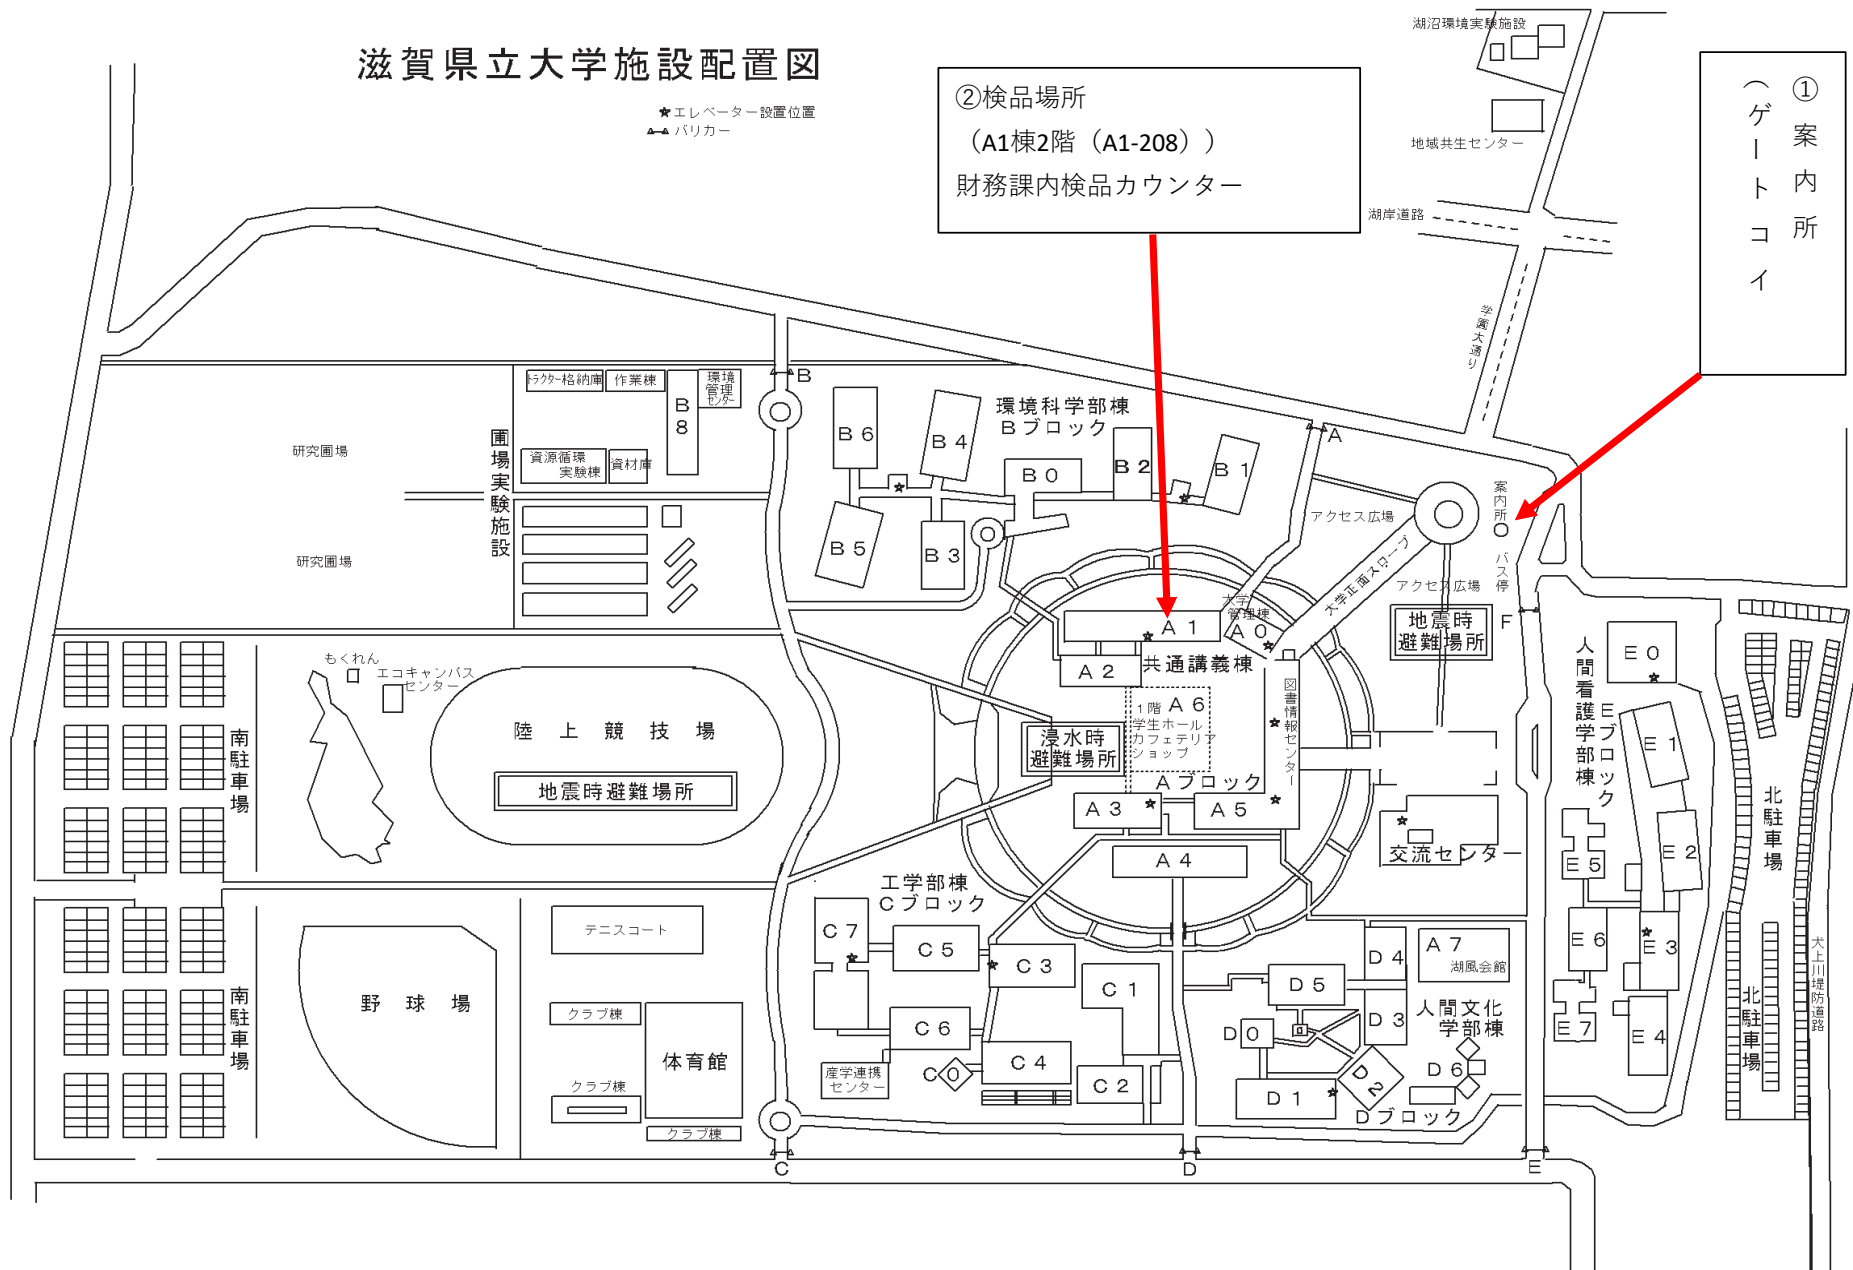 滋賀県立大学施設配置図
★エレベーター設置位置
バリカー
②検品場所
（A1棟2階（A1-208））
財務課内検品カウンター
①案内所
（ゲートコイ
湖沼環境実験施設
地域共生センター
湖岸道路
学園大通り
案内所
バス停
アクセス広場
アクセス広場
大学正面スロープ
地震時
避難場所
A
B
C
D
E
F
トラクター格納庫
作業棟
環境
管理
センター
B8
資源循環
実験棟
資材庫
圃場実験施設
研究圃場
研究圃場
環境科学部棟
Bブロック
B6
B4
B0
B2
B1
B5
B3
大学
管理棟
A0
A1
A2
共通講義棟
1階 A6
学生ホール
カフェテリア
ショップ
図書情報センター
浸水時
避難場所
Aブロック
A3
A5
A4
もくれん
エコキャンパス
センター
陸上競技場
地震時避難場所
南駐車場
南駐車場
野球場
テニスコート
クラブ棟
クラブ棟
クラブ棟
体育館
工学部棟
Cブロック
C7
C5
C3
C1
C6
C4
C0
C2
産学連携
センター
交流センター
A7
湖風会館
D4
D5
D3
D0
D2
D1
D6
人間文化
学部棟
Dブロック
人間看護学部棟
Eブロック
E0
E1
E2
E5
E6
E3
E7
E4
北駐車場
北駐車場
犬上川堤防道路